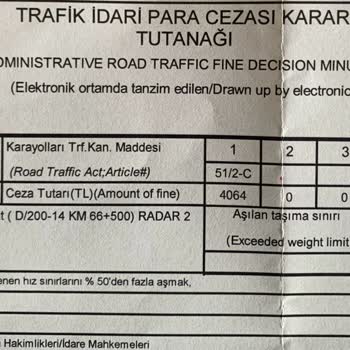 TRAFİK İDARİ PARA CEZASI KARAR
TUTANAĞI
ADMINISTRATIVE ROAD TRAFFIC FINE DECISION MINU
(Elektronik ortamda tanzim edilen/Drawn up by electronic
Karayolları Trf.Kan. Maddesi 1 2 3
(Road Traffic Act;Article#) 51/2-C
Ceza Tutarı(TL)(Amount of fine) 4064 0 0
t ( D/200-14 KM 66+500) RADAR 2 Aşılan taşıma sınırı
(Exceeded weight limit
enen hız sınırlarını % 50'den fazla aşmak,
Hakimlikleri/İdare Mahkemeleri